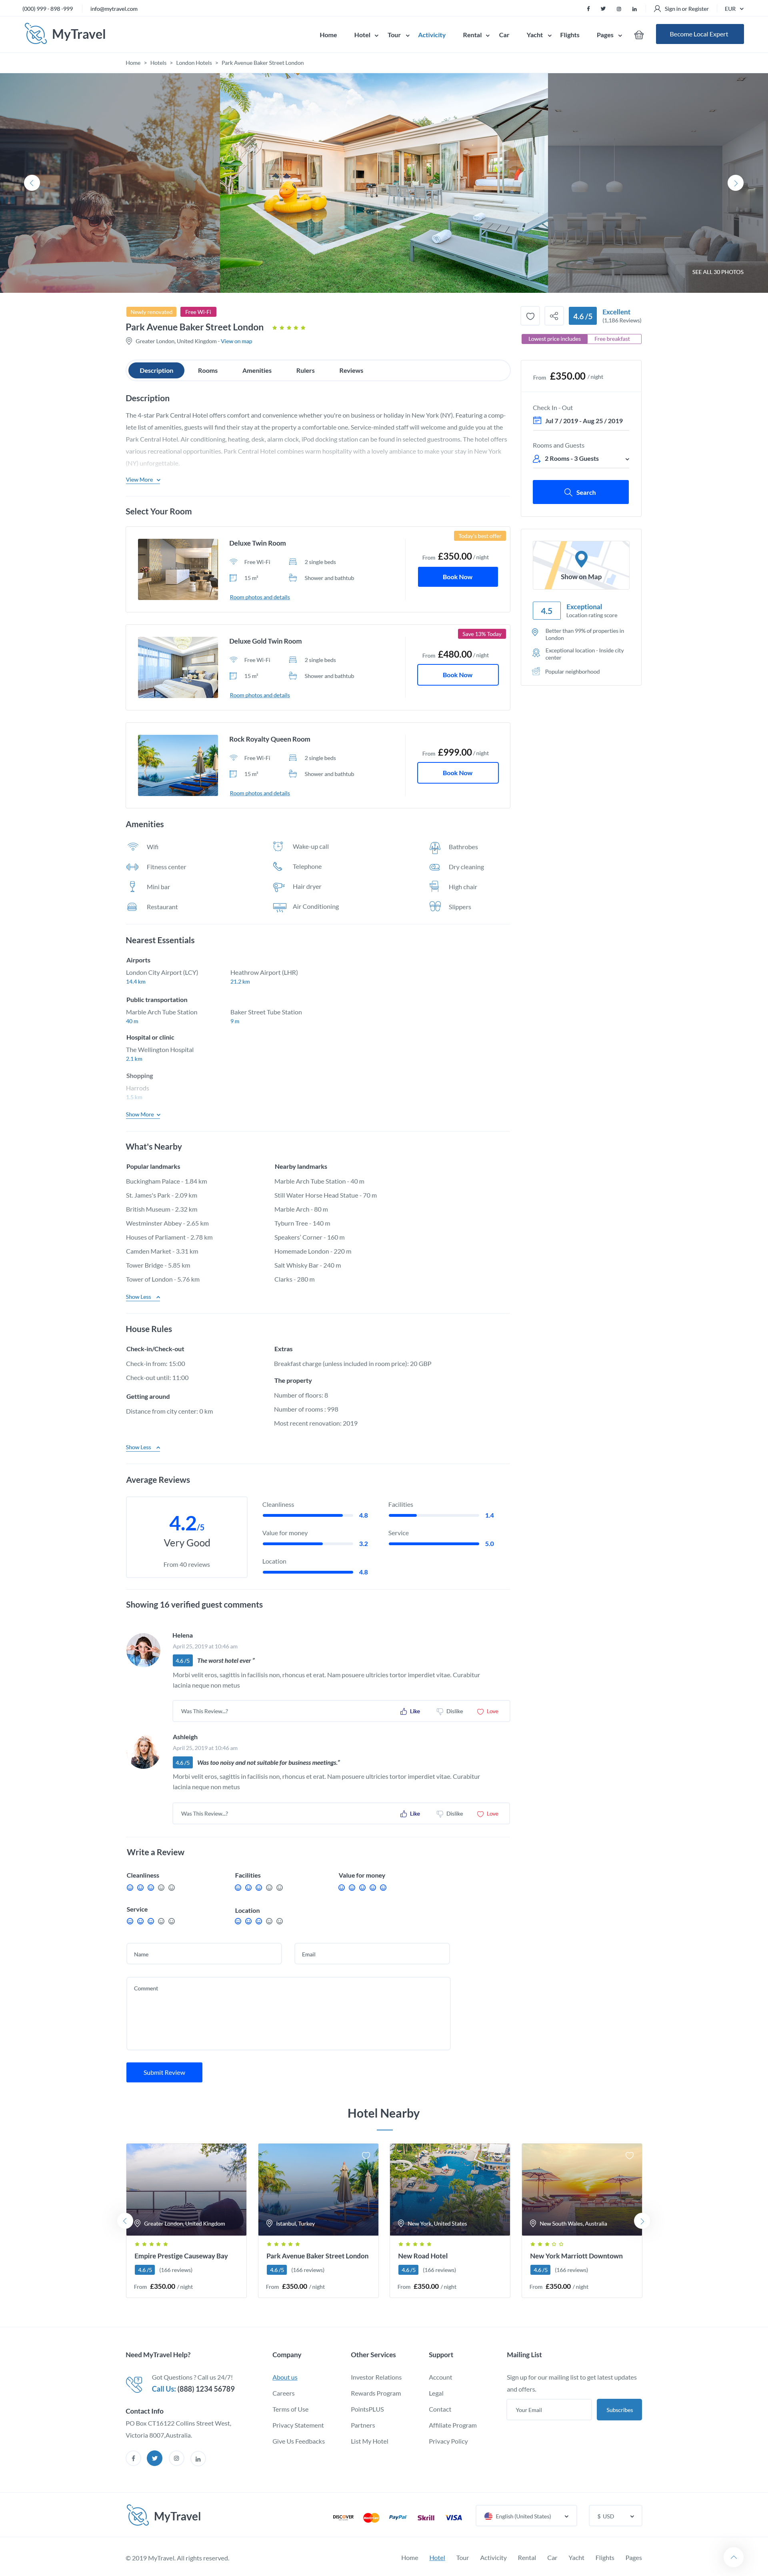 (000) 999 -898 -999 info@mytravel.com Sign in or Register EUR
MyTravel Home Hotel Tour Activicity Rental Car Yacht Flights Pages Become Local Expert
Home > Hotels > London Hotels > Park Avenue Baker Street London
SEE ALL 30 PHOTOS
Newly renovated Free Wi-Fi
Park Avenue Baker Street London
Greater London, United Kingdom - View on map
4.6 /5 Excellent
(1,186 Reviews)
Lowest price includes Free breakfast
Description Rooms Amenities Rulers Reviews
Description
The 4-star Park Central Hotel offers comfort and convenience whether you're on business or holiday in New York (NY). Featuring a comp-
lete list of amenities, guests will find their stay at the property a comfortable one. Service-minded staff will welcome and guide you at the
Park Central Hotel. Air conditioning, heating, desk, alarm clock, iPod docking station can be found in selected guestrooms. The hotel offers
various recreational opportunities. Park Central Hotel combines warm hospitality with a lovely ambiance to make your stay in New York
(NY) unforgettable.
View More
From £350.00 / night
Check In - Out
Jul 7 / 2019 - Aug 25 / 2019
Rooms and Guests
2 Rooms - 3 Guests
Search
Show on Map
4.5 Exceptional
Location rating score
Better than 99% of properties in
London
Exceptional location - Inside city
center
Popular neighborhood
Select Your Room
Today's best offer
Deluxe Twin Room
Free Wi-Fi 2 single beds
15 m² Shower and bathtub
Room photos and details
From £350.00 / night
Book Now
Save 13% Today
Deluxe Gold Twin Room
Free Wi-Fi 2 single beds
15 m² Shower and bathtub
Room photos and details
From £480.00 / night
Book Now
Rock Royalty Queen Room
Free Wi-Fi 2 single beds
15 m² Shower and bathtub
Room photos and details
From £999.00 / night
Book Now
Amenities
Wifi Wake-up call Bathrobes
Fitness center Telephone Dry cleaning
Mini bar Hair dryer High chair
Restaurant Air Conditioning Slippers
Nearest Essentials
Airports
London City Airport (LCY) Heathrow Airport (LHR)
14.4 km 21.2 km
Public transportation
Marble Arch Tube Station Baker Street Tube Station
40 m 9 m
Hospital or clinic
The Wellington Hospital
2.1 km
Shopping
Harrods
1.5 km
Show More
What's Nearby
Popular landmarks Nearby landmarks
Buckingham Palace - 1.84 km Marble Arch Tube Station - 40 m
St. James's Park - 2.09 km Still Water Horse Head Statue - 70 m
British Museum - 2.32 km Marble Arch - 80 m
Westminster Abbey - 2.65 km Tyburn Tree - 140 m
Houses of Parliament - 2.78 km Speakers' Corner - 160 m
Camden Market - 3.31 km Homemade London - 220 m
Tower Bridge - 5.85 km Salt Whisky Bar - 240 m
Tower of London - 5.76 km Clarks - 280 m
Show Less
House Rules
Check-in/Check-out Extras
Check-in from: 15:00 Breakfast charge (unless included in room price): 20 GBP
Check-out until: 11:00 The property
Getting around Number of floors: 8
Distance from city center: 0 km Number of rooms : 998
Most recent renovation: 2019
Show Less
Average Reviews
4.2/5
Very Good
From 40 reviews
Cleanliness 4.8 Facilities 1.4
Value for money 3.2 Service 5.0
Location 4.8
Showing 16 verified guest comments
Helena
April 25, 2019 at 10:46 am
4.6 /5 The worst hotel ever "
Morbi velit eros, sagittis in facilisis non, rhoncus et erat. Nam posuere ultricies tortor imperdiet vitae. Curabitur
lacinia neque non metus
Was This Review...? Like Dislike Love
Ashleigh
April 25, 2019 at 10:46 am
4.6 /5 Was too noisy and not suitable for business meetings."
Morbi velit eros, sagittis in facilisis non, rhoncus et erat. Nam posuere ultricies tortor imperdiet vitae. Curabitur
lacinia neque non metus
Was This Review...? Like Dislike Love
Write a Review
Cleanliness Facilities Value for money
Service Location
Name Email
Comment
Submit Review
Hotel Nearby
Greater London, United Kingdom
Empire Prestige Causeway Bay
4.6 /5 (166 reviews)
From £350.00 / night
Istanbul, Turkey
Park Avenue Baker Street London
4.6 /5 (166 reviews)
From £350.00 / night
New York, United States
New Road Hotel
4.6 /5 (166 reviews)
From £350.00 / night
New South Wales, Australia
New York Marriott Downtown
4.6 /5 (166 reviews)
From £350.00 / night
Need MyTravel Help?
Got Questions ? Call us 24/7!
Call Us: (888) 1234 56789
Contact Info
PO Box CT16122 Collins Street West,
Victoria 8007,Australia.
Company
About us
Careers
Terms of Use
Privacy Statement
Give Us Feedbacks
Other Services
Investor Relations
Rewards Program
PointsPLUS
Partners
List My Hotel
Support
Account
Legal
Contact
Affiliate Program
Privacy Policy
Mailing List
Sign up for our mailing list to get latest updates
and offers.
Your Email Subscribes
MyTravel DISCOVER MasterCard PayPal Skrill VISA English (United States) $ USD
© 2019 MyTravel. All rights reserved. Home Hotel Tour Activicity Rental Car Yacht Flights Pages